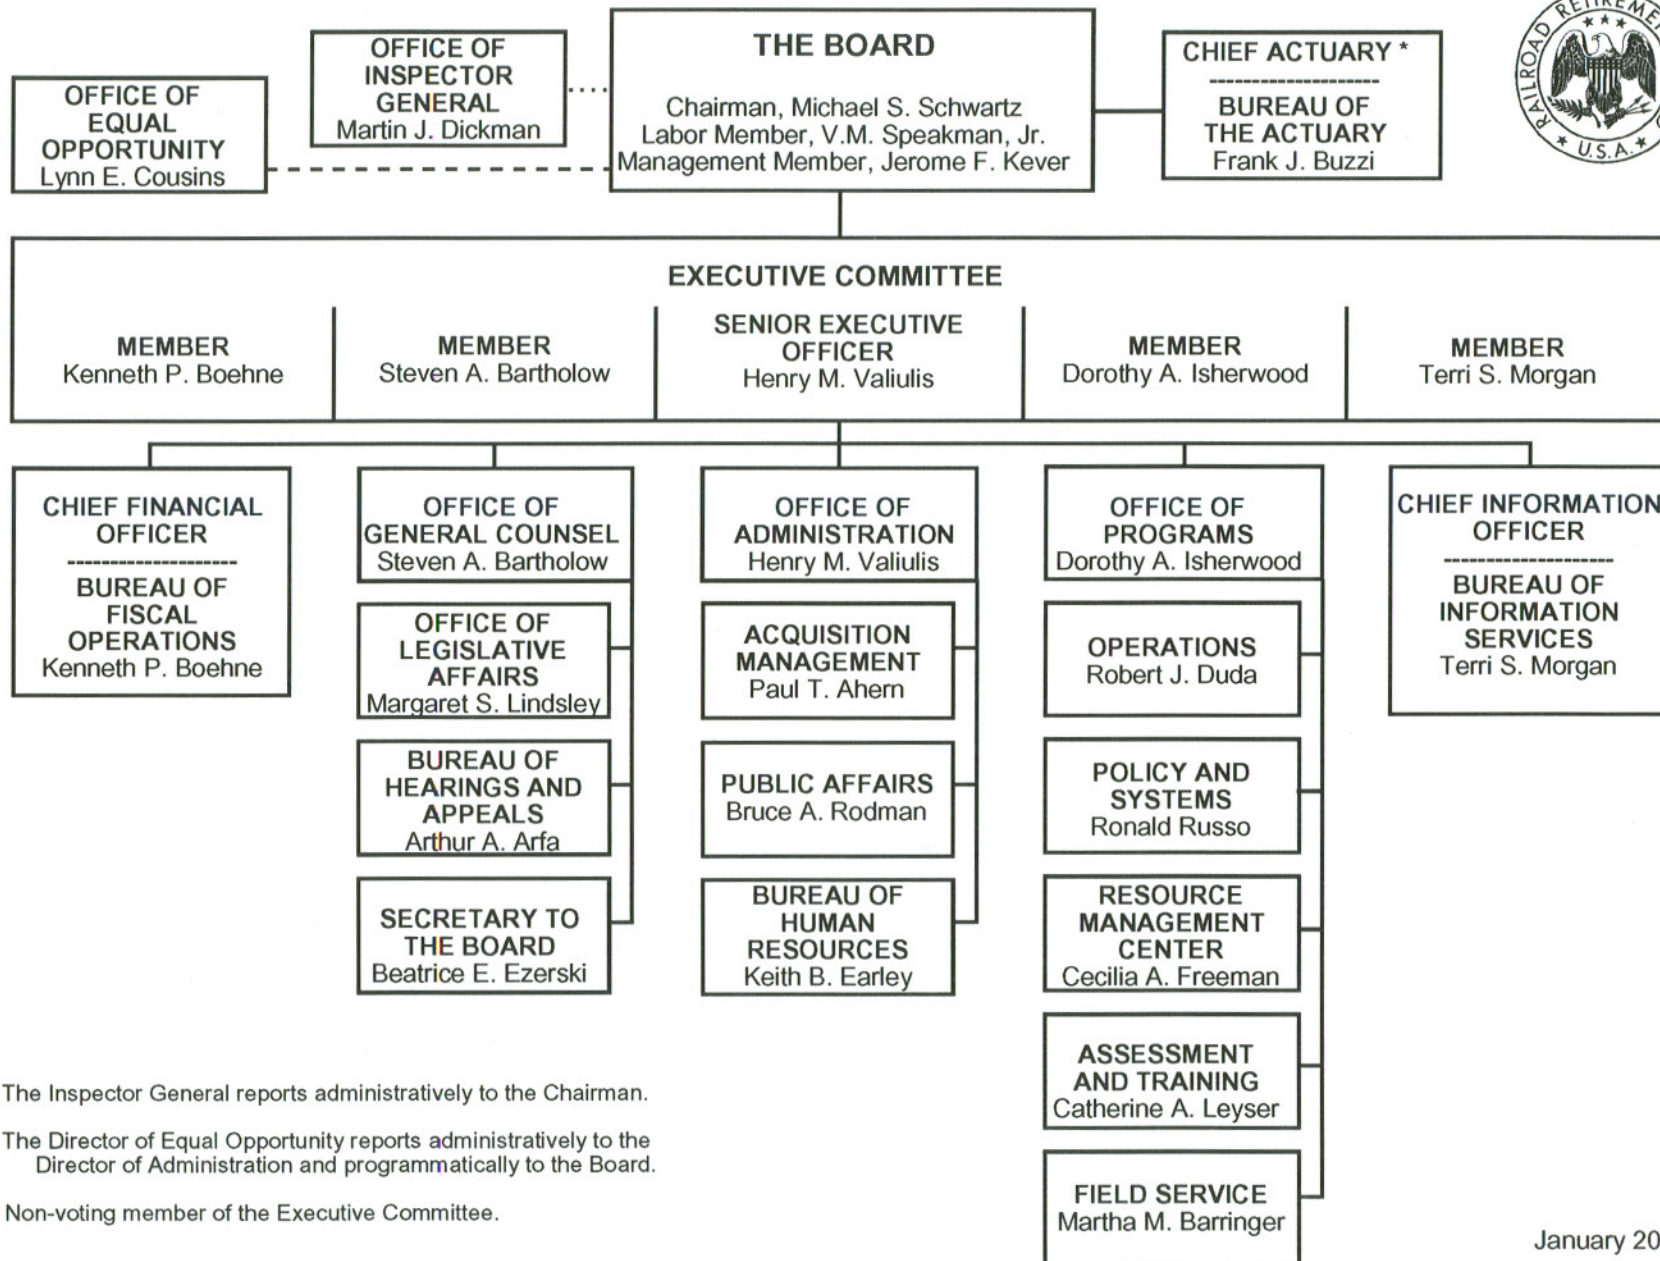 OFFICE OF
EQUAL
OPPORTUNITY
Lynn E. Cousins
OFFICE OF
INSPECTOR
GENERAL
Martin J. Dickman
THE BOARD
Chairman, Michael S. Schwartz
Labor Member, V.M. Speakman, Jr.
Management Member, Jerome F. Kever
CHIEF ACTUARY *
BUREAU OF
THE ACTUARY
Frank J. Buzzi
RAILROAD
U.S.A.
EXECUTIVE COMMITTEE
MEMBER
Kenneth P. Boehne
MEMBER
Steven A. Bartholow
SENIOR EXECUTIVE
OFFICER
Henry M. Valiulis
MEMBER
Dorothy A. Isherwood
MEMBER
Terri S. Morgan
CHIEF FINANCIAL
OFFICER
BUREAU OF
FISCAL
OPERATIONS
Kenneth P. Boehne
OFFICE OF
GENERAL COUNSEL
Steven A. Bartholow
OFFICE OF
LEGISLATIVE
AFFAIRS
Margaret S. Lindsley
BUREAU OF
HEARINGS AND
APPEALS
Arthur A. Arfa
SECRETARY TO
THE BOARD
Beatrice E. Ezerski
OFFICE OF
ADMINISTRATION
Henry M. Valiulis
ACQUISITION
MANAGEMENT
Paul T. Ahern
PUBLIC AFFAIRS
Bruce A. Rodman
BUREAU OF
HUMAN
RESOURCES
Keith B. Earley
OFFICE OF
PROGRAMS
Dorothy A. Isherwood
OPERATIONS
Robert J. Duda
POLICY AND
SYSTEMS
Ronald Russo
RESOURCE
MANAGEMENT
CENTER
Cecilia A. Freeman
ASSESSMENT
AND TRAINING
Catherine A. Leyser
FIELD SERVICE
Martha M. Barringer
CHIEF INFORMATION
OFFICER
BUREAU OF
INFORMATION
SERVICES
Terri S. Morgan
The Inspector General reports administratively to the Chairman.
The Director of Equal Opportunity reports administratively to the
Director of Administration and programmatically to the Board.
Non-voting member of the Executive Committee.
January 20